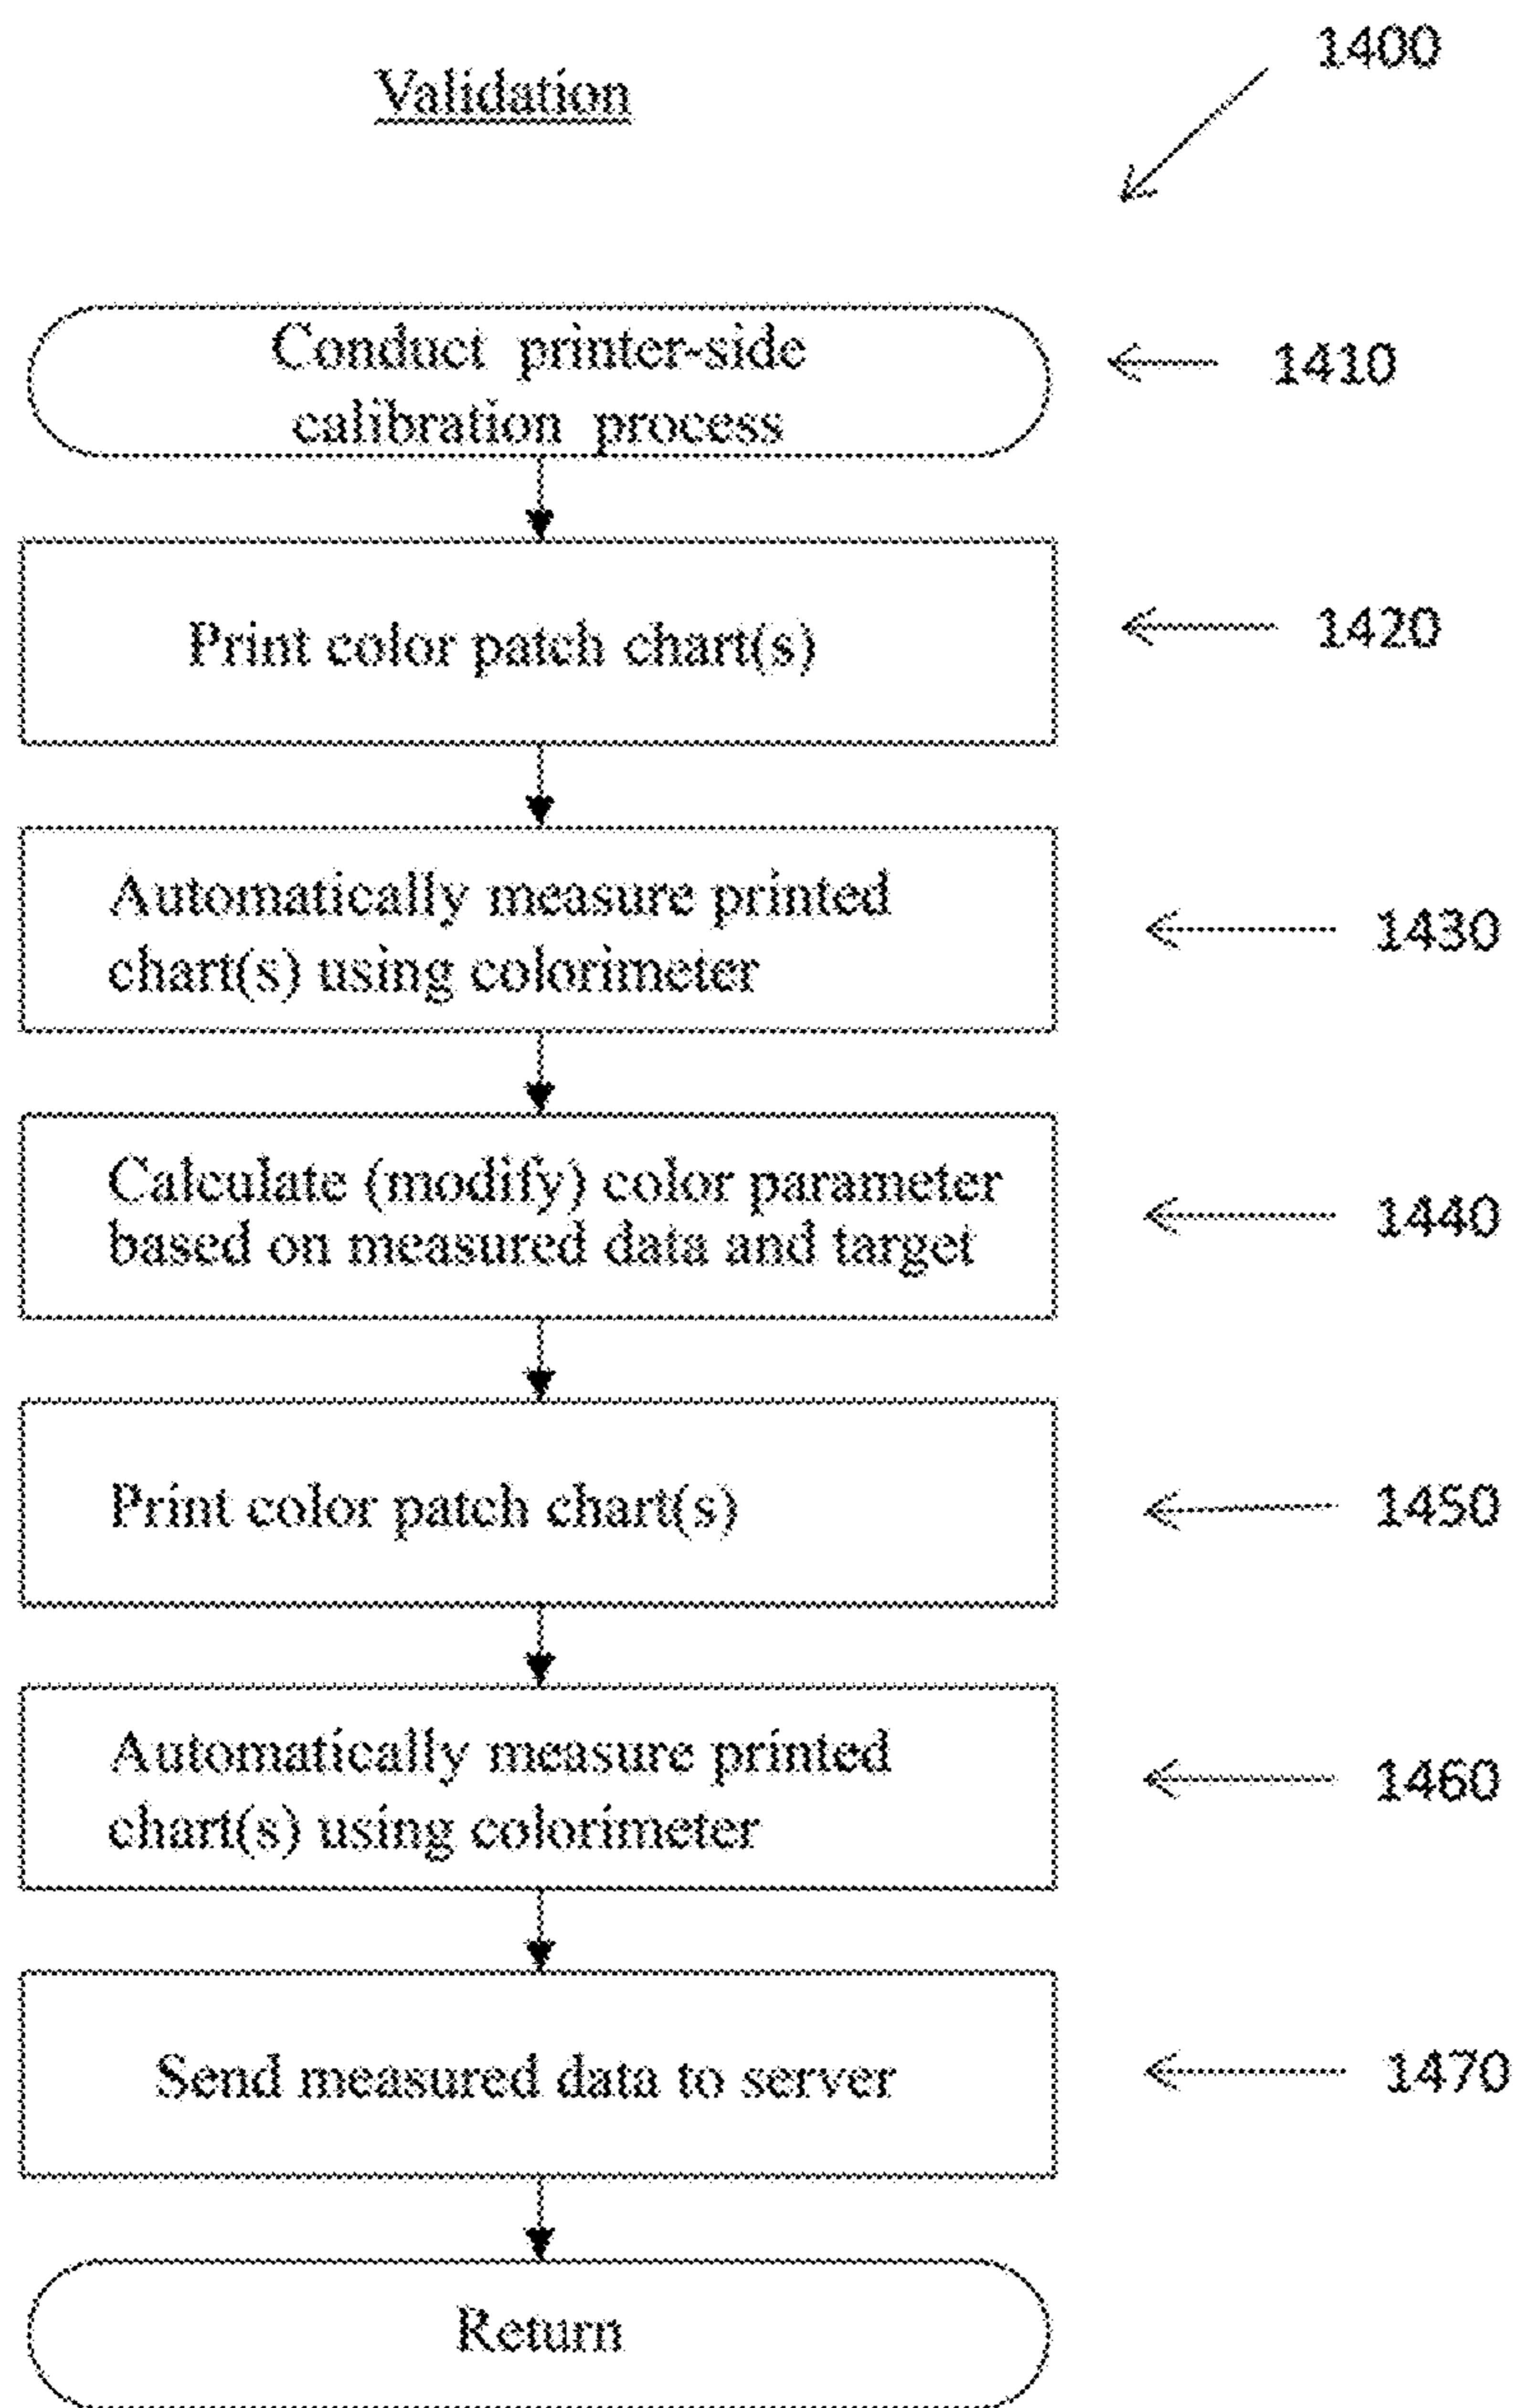 1400
Validation
Conduct printer-side
calibration process
1410
Print color patch chart(s)
1420
Automatically measure printed
chart(s) using colorimeter
1430
Calculate (modify) color parameter
based on measured data and target
1440
Print color patch chart(s)
1450
Automatically measure printed
chart(s) using colorimeter
1460
Send measured data to server
1470
Return